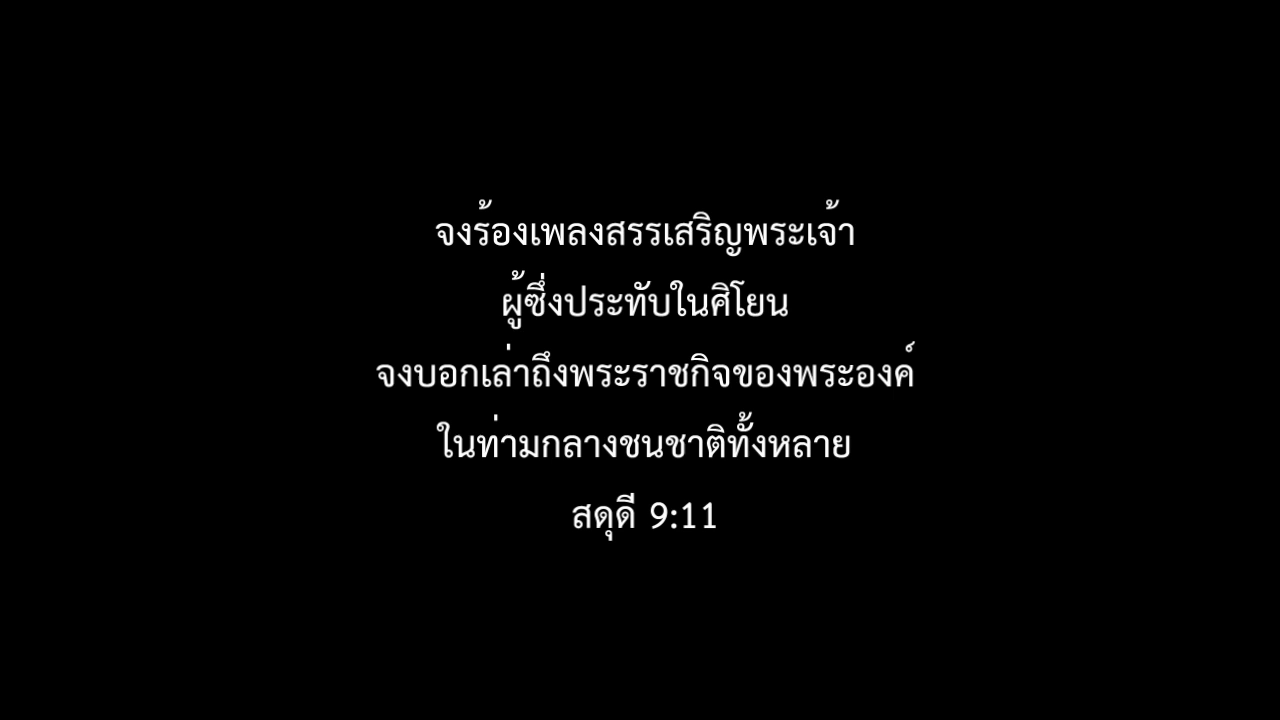 จงร้องเพลงสรรเสริญพระเจ้า
ผู้ซึ่งประทับในศิโยน
จงบอกเล่าถึงพระราชกิจของพระองค์
ในท่ามกลางชนชาติทั้งหลาย
สดุดี 9:11